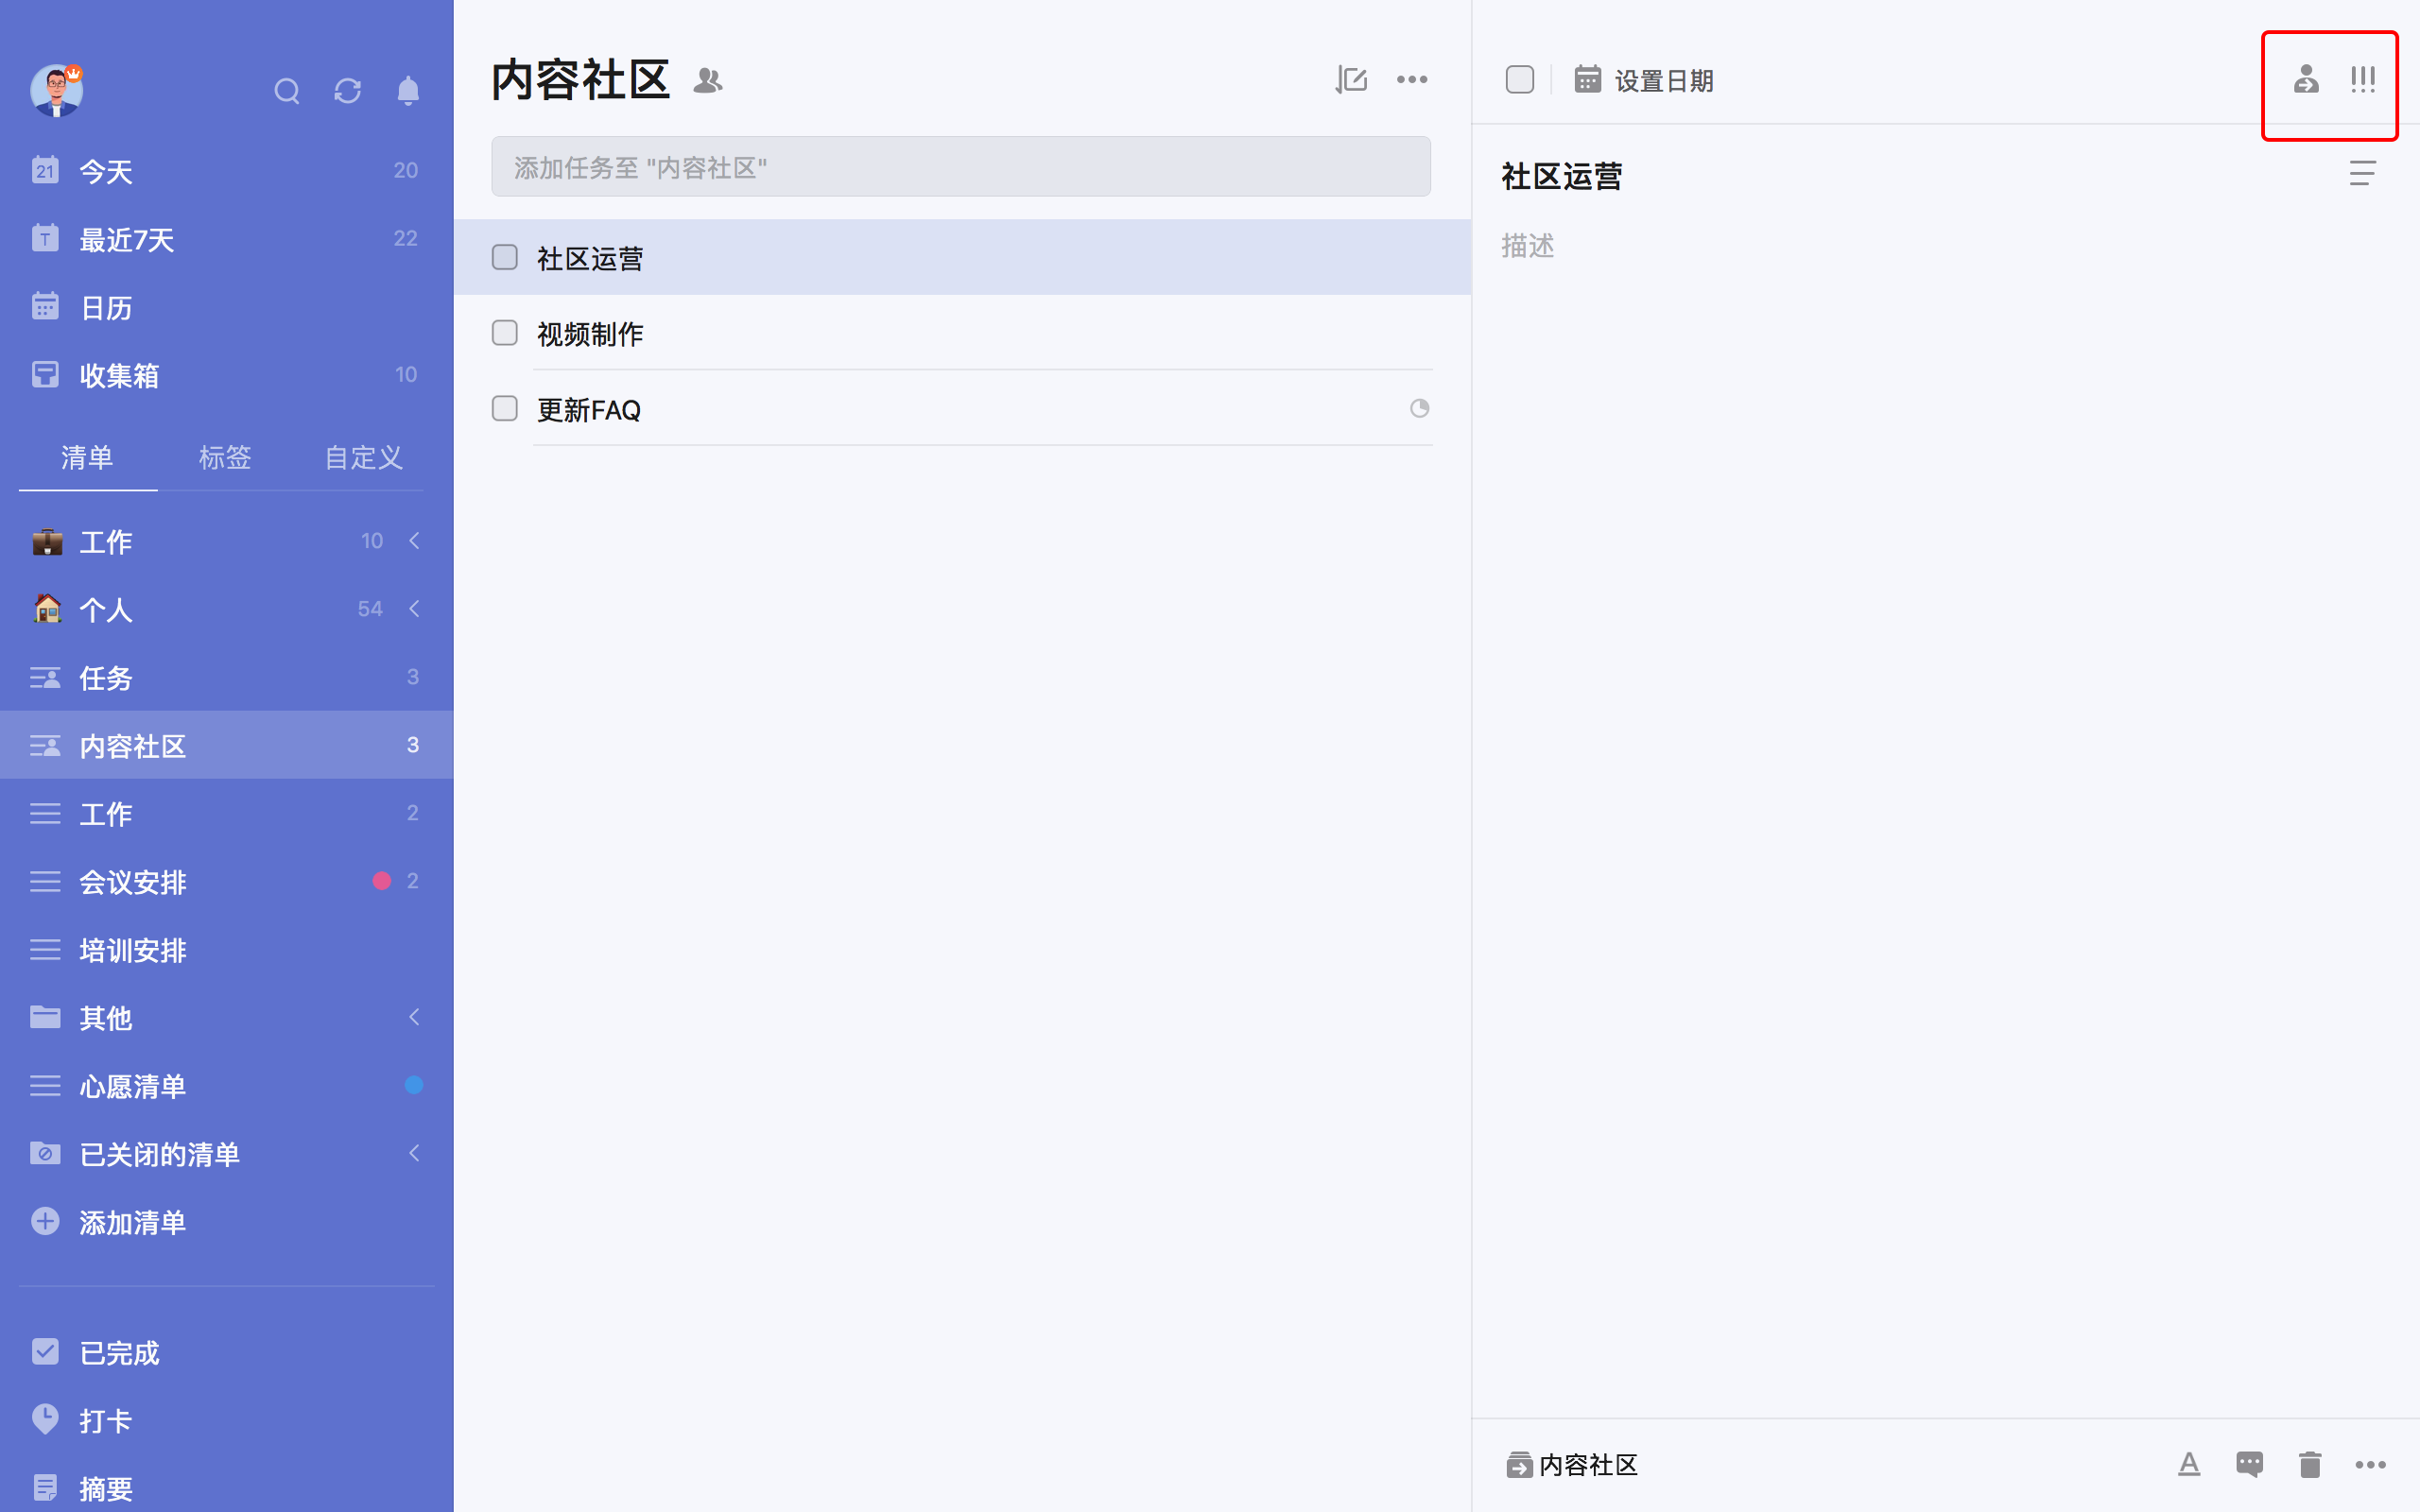 21
今天 20
T
最近7天 22
日历
收集箱 10
清单 标签 自定义
工作 10
个人 54
任务 3
内容社区 3
工作 2
会议安排 2
培训安排
其他
心愿清单
已关闭的清单
添加清单
已完成
打卡
摘要
内容社区
添加任务至 "内容社区"
社区运营
视频制作
更新FAQ
设置日期
社区运营
描述
内容社区